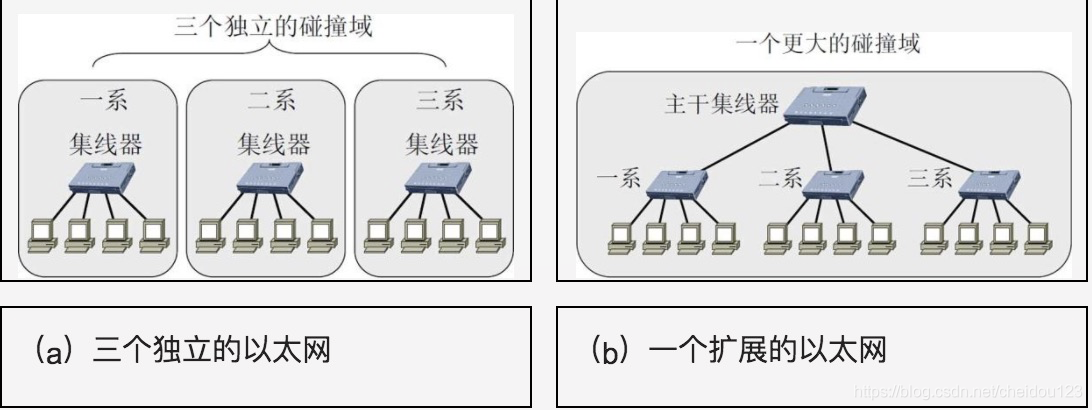 三个独立的碰撞域
一系
二系
三系
集线器
集线器
集线器
一个更大的碰撞域
主干集线器
一系
二系
三系
（a）三个独立的以太网
（b）一个扩展的以太网
https://blog.csdn.net/cheidou123